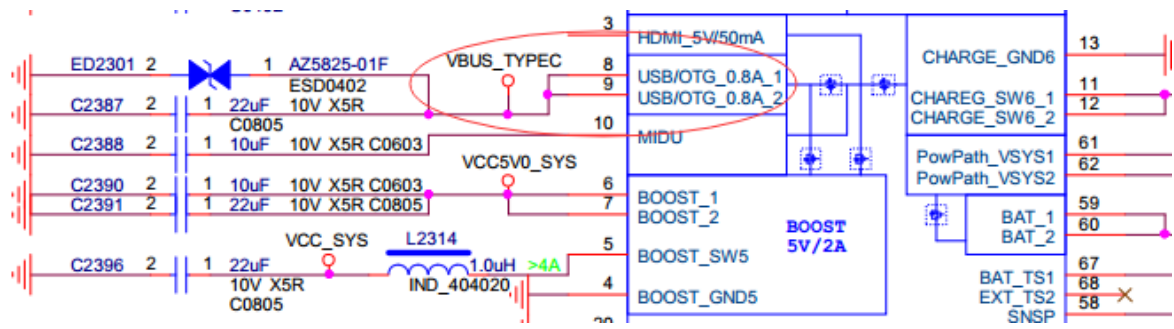 3 HDMI_5V/50mA
ED2301 2 1 AZ5825-01F
ESD0402
VBUS_TYPEC
8 USB/OTG_0.8A_1
9 USB/OTG_0.8A_2
C2387 2 1 22uF 10V X5R
C0805
10 MIDU
C2388 2 1 10uF 10V X5R C0603
VCC5V0_SYS
C2390 2 1 10uF 10V X5R C0603
6 BOOST_1
C2391 2 1 22uF 10V X5R C0805
7 BOOST_2
BOOST
5V/2A
VCC_SYS
L2314
5 BOOST_SW5
C2396 2 1 22uF
10V X5R
C0805
1.0uH >4A
IND_404020
4 BOOST_GND5
CHARGE_GND6 13
CHAREG_SW6_1 11
CHARGE_SW6_2 12
PowPath_VSYS1 61
PowPath_VSYS2 62
BAT_1 59
BAT_2 60
BAT_TS1 67
EXT_TS2 68
SNSP 58